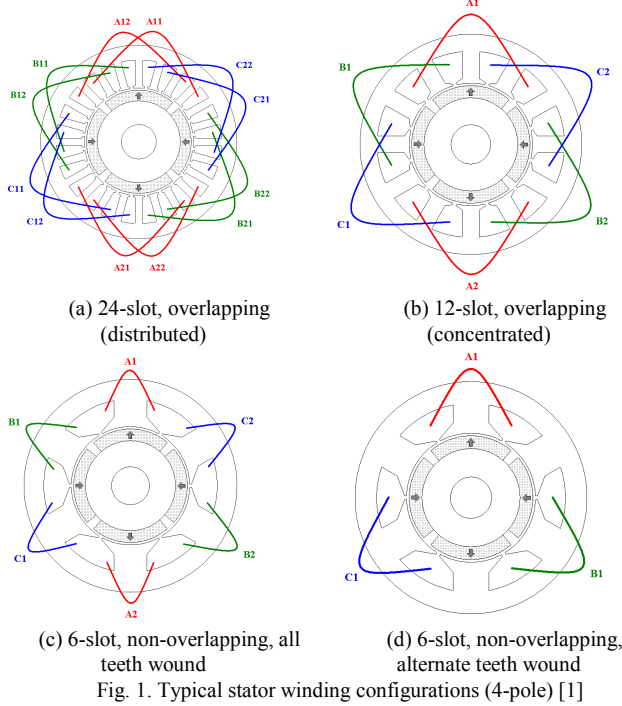 A12 A11
B11 C22
B12 C21
C11 B22
C12 B21
A21 A22
(a) 24-slot, overlapping
(distributed)
A1
B1 C2
C1 B2
A2
(b) 12-slot, overlapping
(concentrated)
A1
B1 C2
C1 B2
A2
(c) 6-slot, non-overlapping, all
teeth wound
A1
C1 B1
(d) 6-slot, non-overlapping,
alternate teeth wound
Fig. 1. Typical stator winding configurations (4-pole) [1]